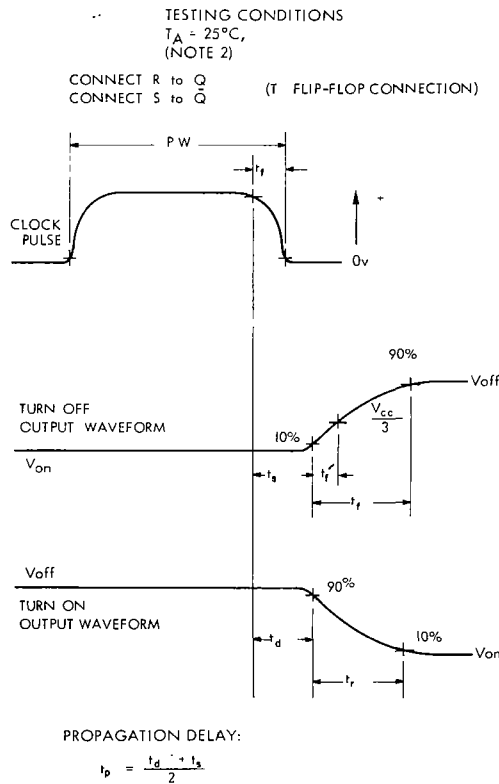 TESTING CONDITIONS
T_A = 25°C,
(NOTE 2)
CONNECT R to Q
CONNECT S to Q̄
(T FLIP-FLOP CONNECTION)
PW
t_f
+
CLOCK
PULSE
0v
90%
Voff
TURN OFF
OUTPUT WAVEFORM
10%
V_cc
3
Von
t_s
t_f'
t_f
Voff
90%
TURN ON
OUTPUT WAVEFORM
10%
Von
t_d
t_r
PROPAGATION DELAY:
t_p = t_d + t_s
2